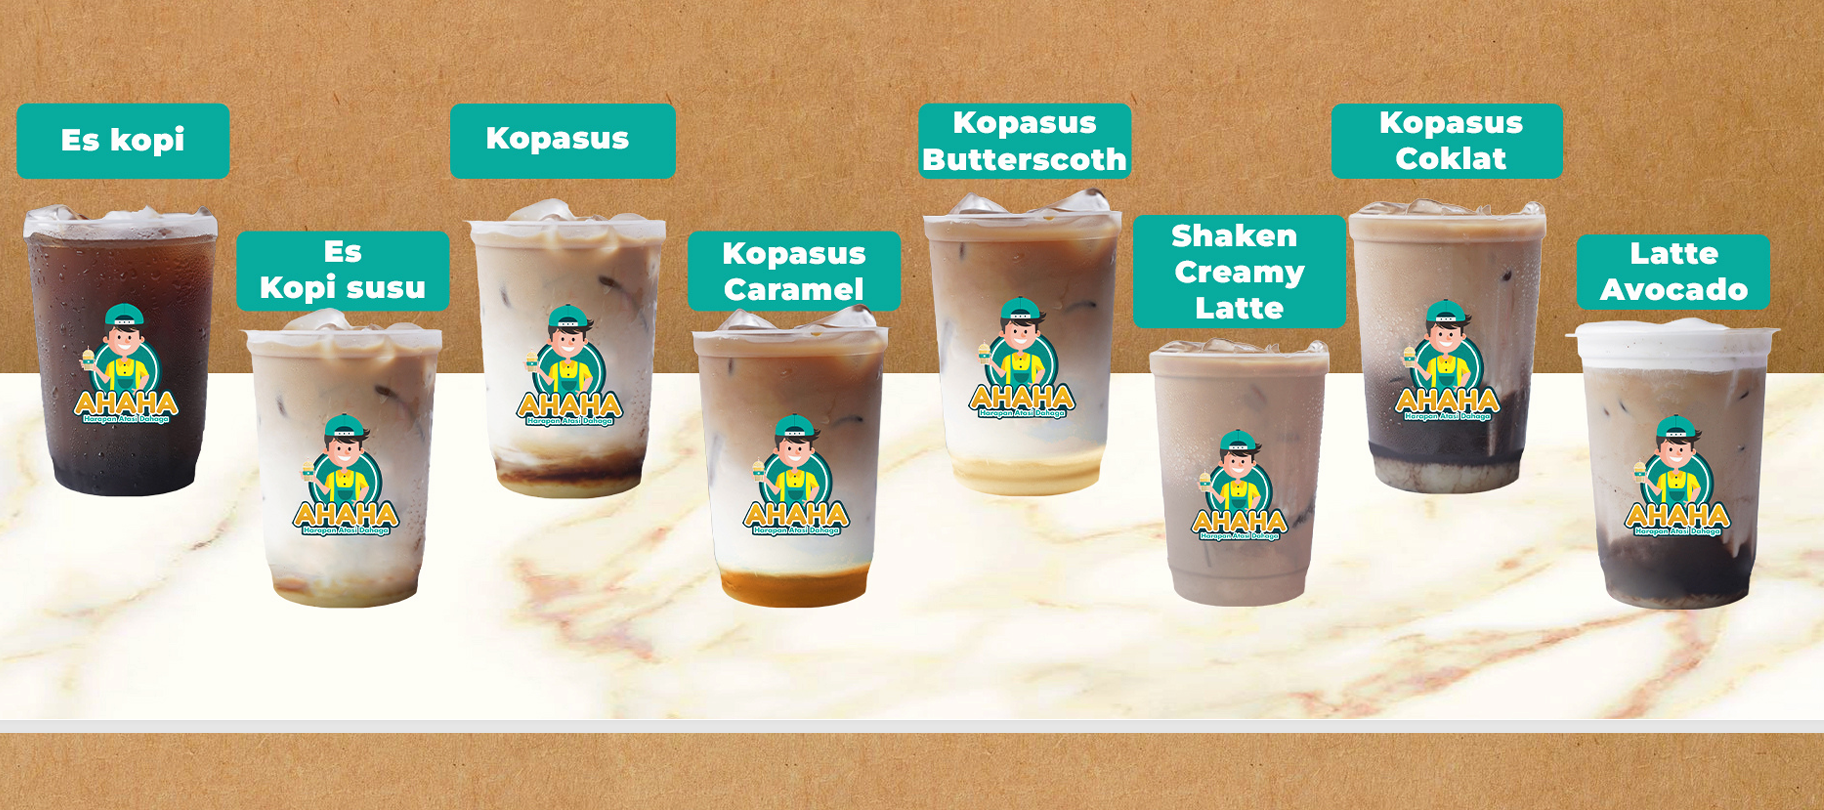 Es kopi
Es
Kopi susu
Kopasus
Kopasus
Caramel
Kopasus
Butterscoth
Shaken
Creamy
Latte
Kopasus
Coklat
Latte
Avocado
AHAHA
Harapan Atasi Dahaga
AHAHA
Harapan Atasi Dahaga
AHAHA
Harapan Atasi Dahaga
AHAHA
Harapan Atasi Dahaga
AHAHA
Harapan Atasi Dahaga
AHAHA
Harapan Atasi Dahaga
AHAHA
Harapan Atasi Dahaga
AHAHA
Harapan Atasi Dahaga